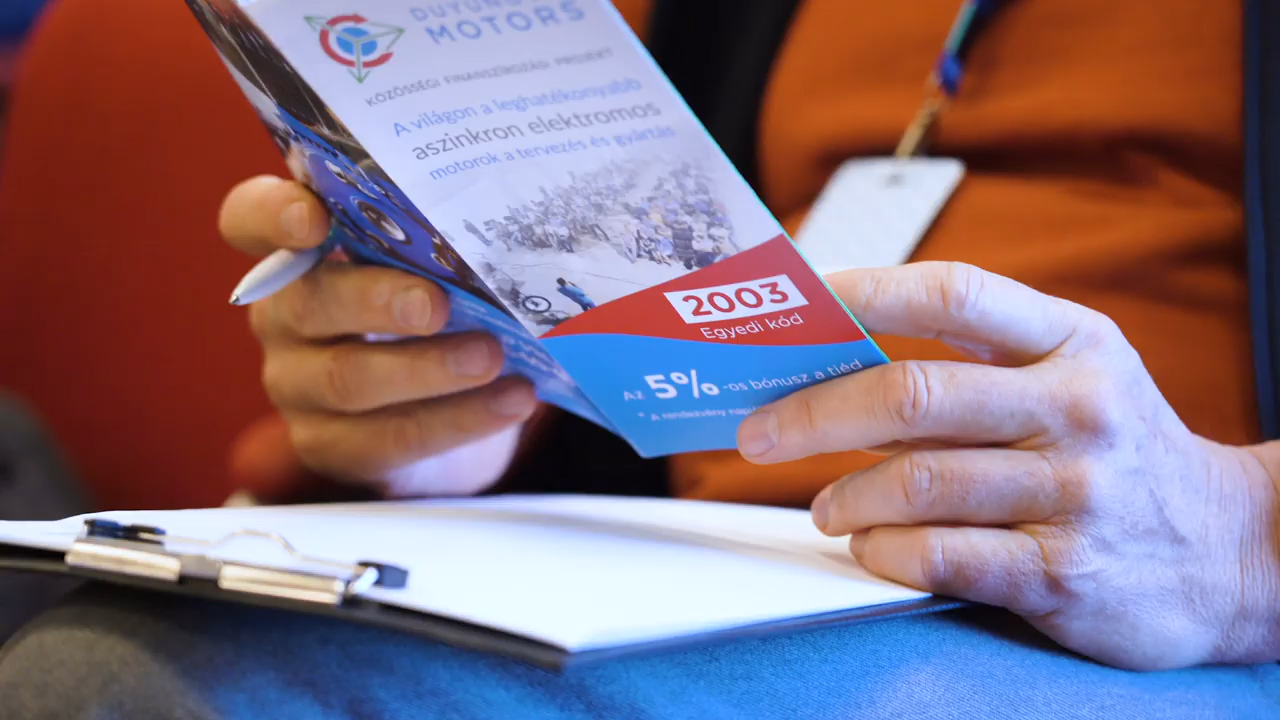 MOTORS
KÖZÖSSÉGI FINANSZÍROZÁSI PROJEKT
A világon a leghatékonyabb
aszinkron elektromos
motorok a tervezés és gyártás
2003
Egyedi kód
Az 5%-os bónusz a tiéd
* A rendezvény